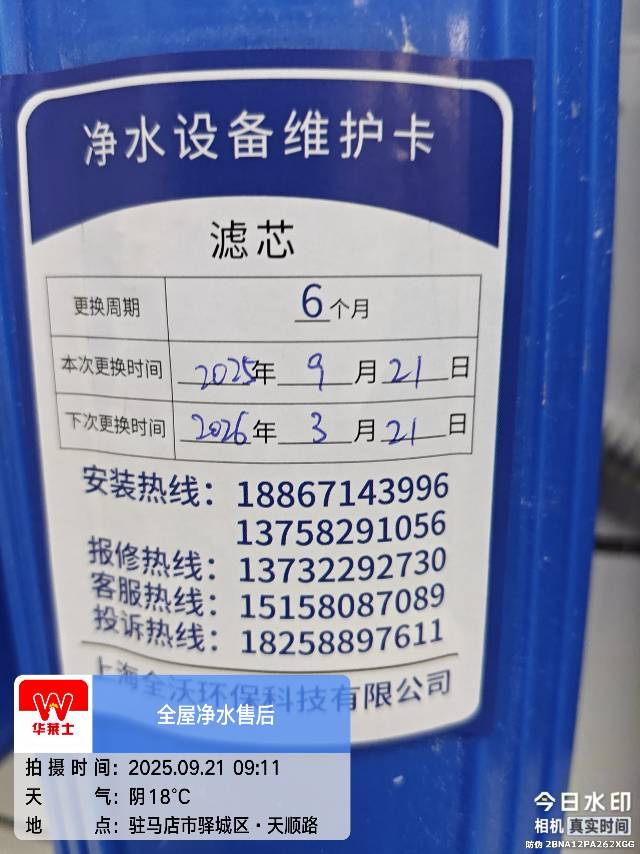 净水设备维护卡
滤芯
更换周期 6个月
本次更换时间 2025年 9月 21日
下次更换时间 2026年 3月 21日
安装热线：18867143996
13758291056
报修热线：13732292730
客服热线：15158087089
投诉热线：18258897611
上海全沃环保科技有限公司
华莱士
全屋净水售后
拍摄时间：2025.09.21 09:11
天气：阴18°C
地点：驻马店市驿城区·天顺路
今日水印
相机 真实时间
防伪 2BNA12PA262XGG